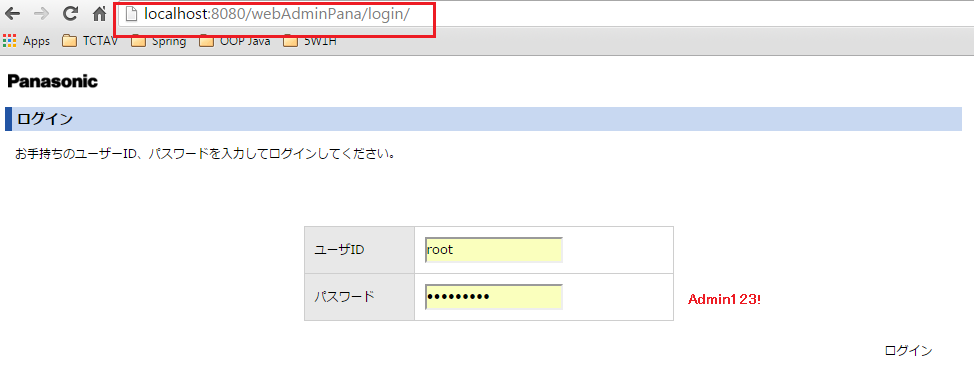 localhost:8080/webAdminPana/login/
Apps TCTAV Spring OOP Java 5W1H
Panasonic
ログイン
お手持ちのユーザーID、パスワードを入力してログインしてください。
ユーザID root
パスワード •••••••••
Admin123!
ログイン